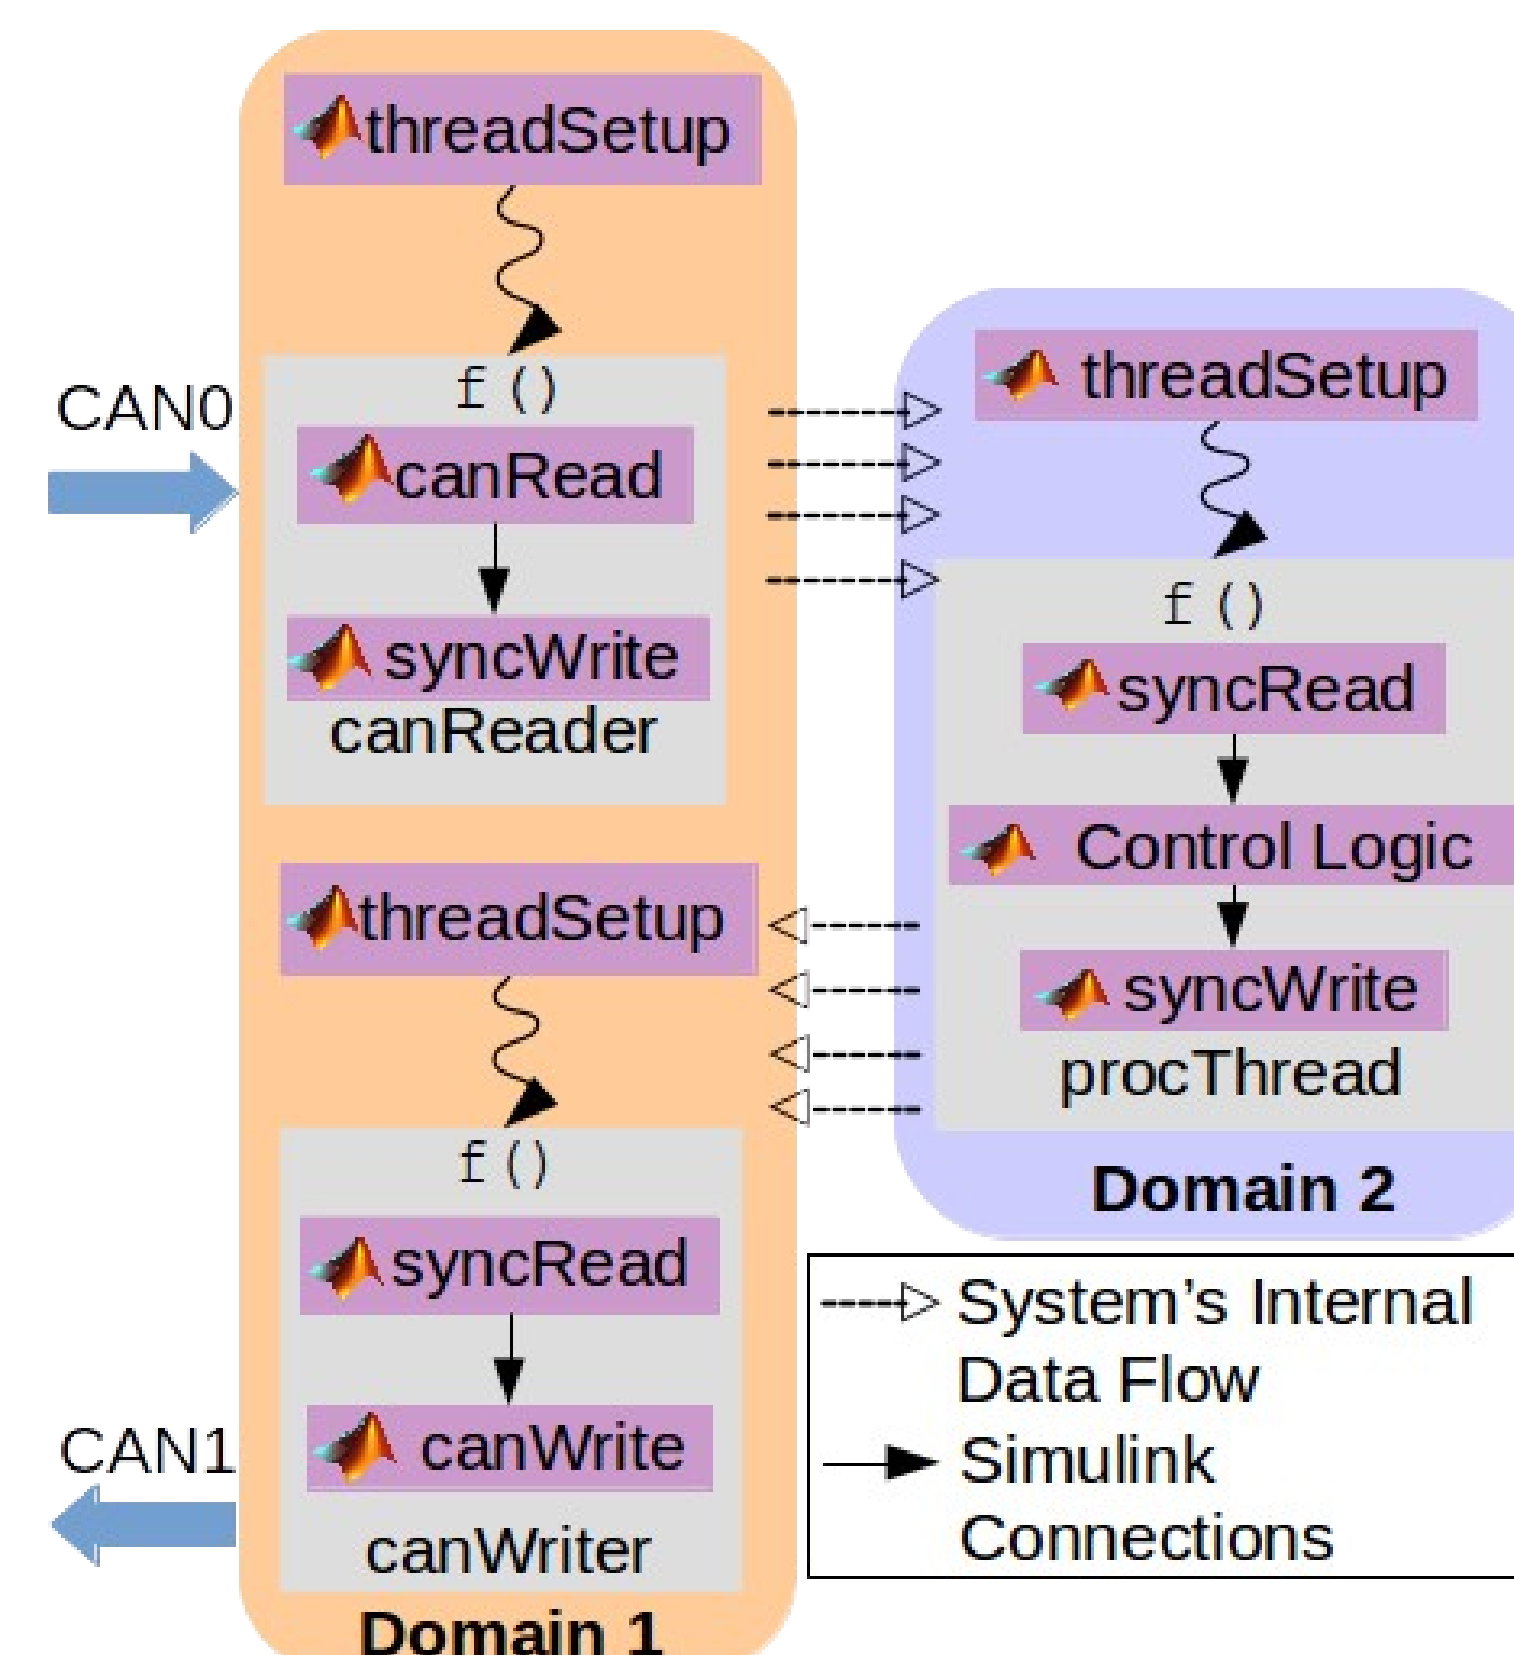 threadSetup
CAN0
f()
canRead
syncWrite
canReader
threadSetup
f()
syncRead
canWrite
canWriter
CAN1
Domain 1
threadSetup
f()
syncRead
Control Logic
syncWrite
procThread
Domain 2
System's Internal
Data Flow
Simulink
Connections